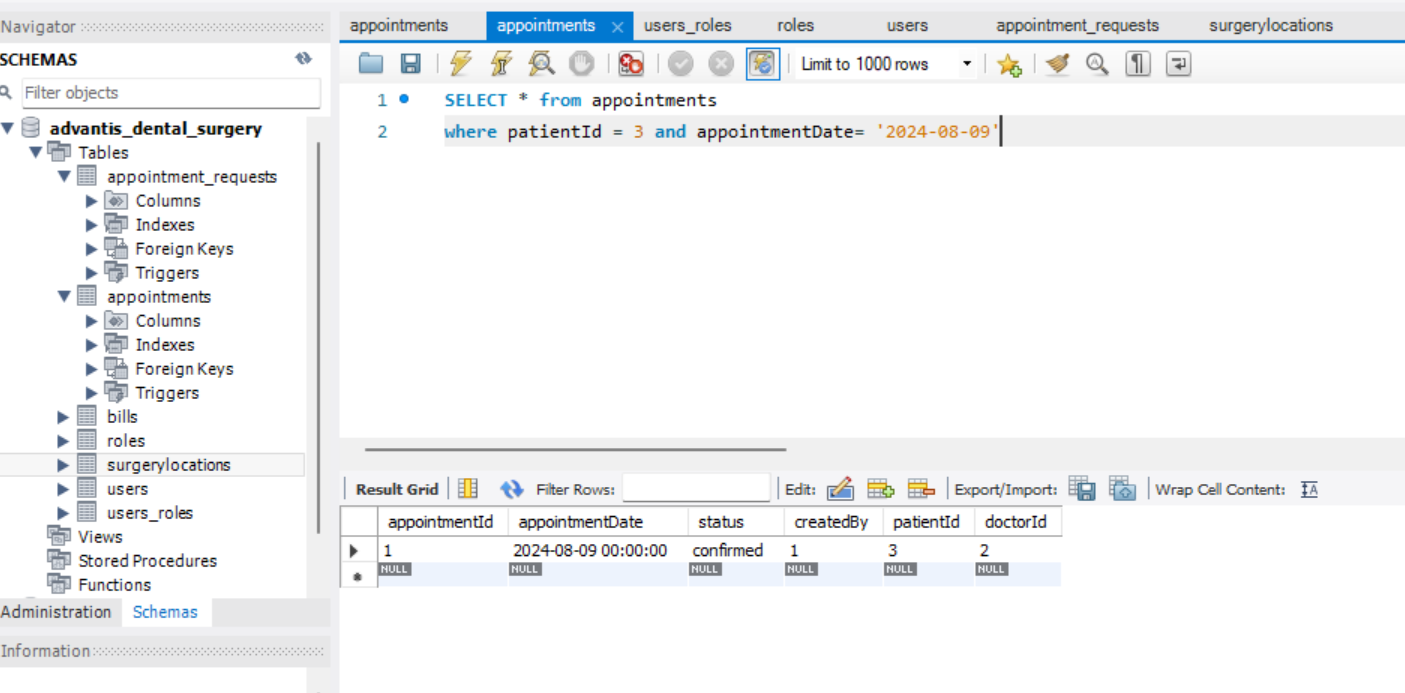 Navigator
SCHEMAS
Filter objects
advantis_dental_surgery
Tables
appointment_requests
Columns
Indexes
Foreign Keys
Triggers
appointments
Columns
Indexes
Foreign Keys
Triggers
bills
roles
surgerylocations
users
users_roles
Views
Stored Procedures
Functions
Administration Schemas
Information
appointments appointments users_roles roles users appointment_requests surgerylocations
Limit to 1000 rows
1 SELECT * from appointments
2 where patientId = 3 and appointmentDate= '2024-08-09'
Result Grid Filter Rows: Edit: Export/Import: Wrap Cell Content:
appointmentId appointmentDate status createdBy patientId doctorId
1 2024-08-09 00:00:00 confirmed 1 3 2
NULL NULL NULL NULL NULL NULL